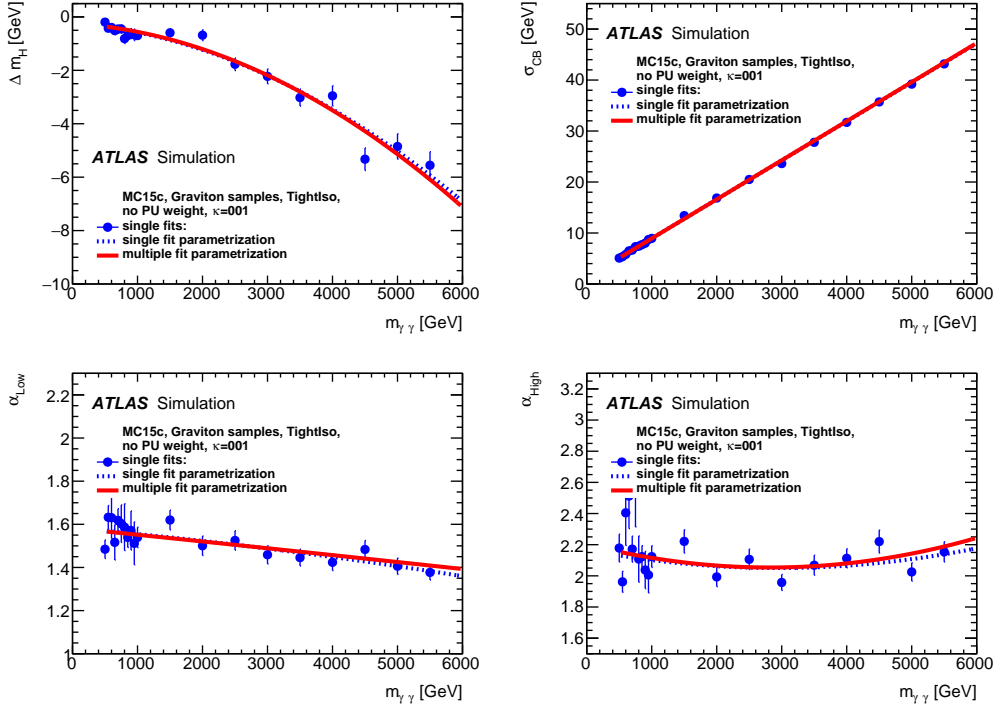 Δ m_H [GeV]
0
−2
−4
−6
−8
−10
ATLAS Simulation
MC15c, Graviton samples, TightIso,
no PU weight, κ=001
single fits:
single fit parametrization
multiple fit parametrization
0 1000 2000 3000 4000 5000 6000
m_γγ [GeV]
σ_CB [GeV]
50
40
30
20
10
0
ATLAS Simulation
MC15c, Graviton samples, TightIso,
no PU weight, κ=001
single fits:
single fit parametrization
multiple fit parametrization
0 1000 2000 3000 4000 5000 6000
m_γγ [GeV]
α_Low
2.2
2
1.8
1.6
1.4
1.2
1
ATLAS Simulation
MC15c, Graviton samples, TightIso,
no PU weight, κ=001
single fits:
single fit parametrization
multiple fit parametrization
0 1000 2000 3000 4000 5000 6000
m_γγ [GeV]
α_High
3.2
3
2.8
2.6
2.4
2.2
2
1.8
1.6
ATLAS Simulation
MC15c, Graviton samples, TightIso,
no PU weight, κ=001
single fits:
single fit parametrization
multiple fit parametrization
0 1000 2000 3000 4000 5000 6000
m_γγ [GeV]